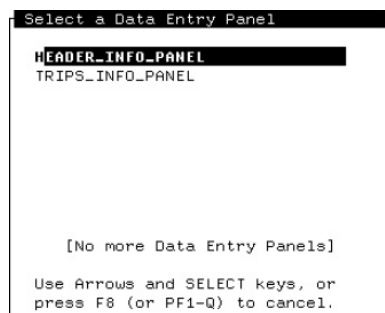 Select a Data Entry Panel
HEADER_INFO_PANEL
TRIPS_INFO_PANEL
[No more Data Entry Panels]
Use Arrows and SELECT keys, or
press F8 (or PF1-Q) to cancel.